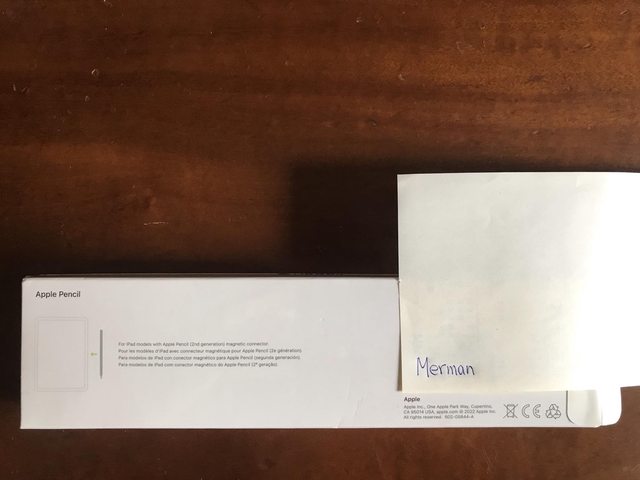 Apple Pencil
For iPad models with Apple Pencil (2nd generation) magnetic connector.
Pour les modèles d'iPad avec connecteur magnétique pour Apple Pencil (2e génération).
Para modelos de iPad con conector magnético para Apple Pencil (segunda generación).
Para modelos de iPad com conector magnético do Apple Pencil (2ª geração).
Merman
Apple
Apple Inc., One Apple Park Way, Cupertino,
CA 95014 USA. apple.com © 2022 Apple Inc.
All rights reserved.
CE